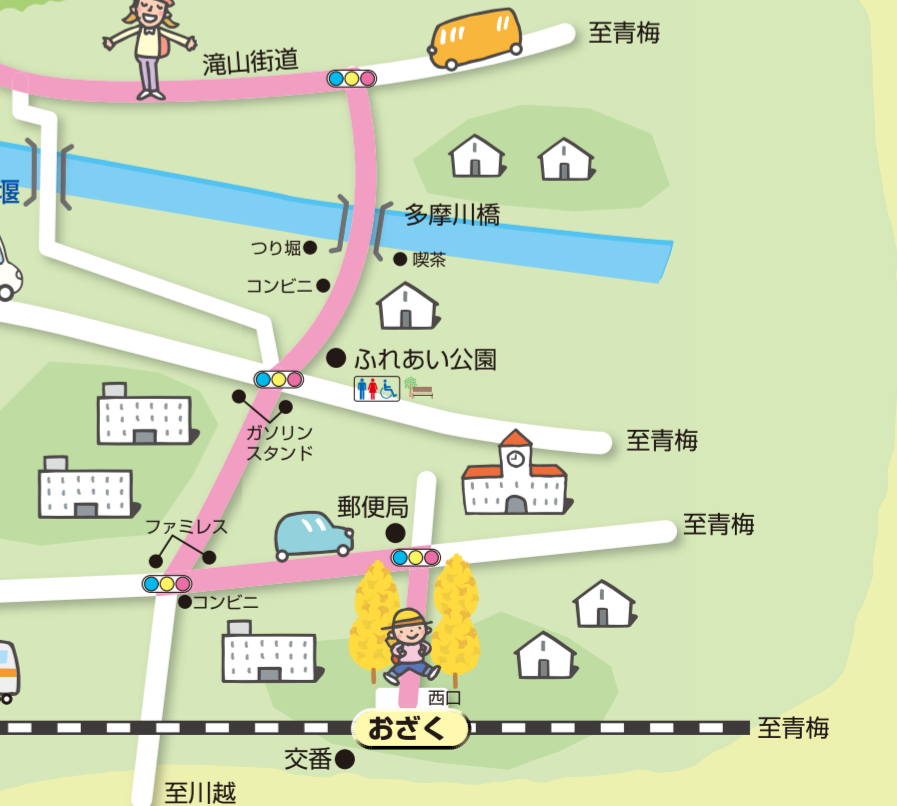 至青梅
滝山街道
堰
多摩川橋
つり堀
喫茶
コンビニ
ふれあい公園
ガソリン
スタンド
至青梅
郵便局
至青梅
ファミレス
コンビニ
西口
おざく
至青梅
交番
至川越